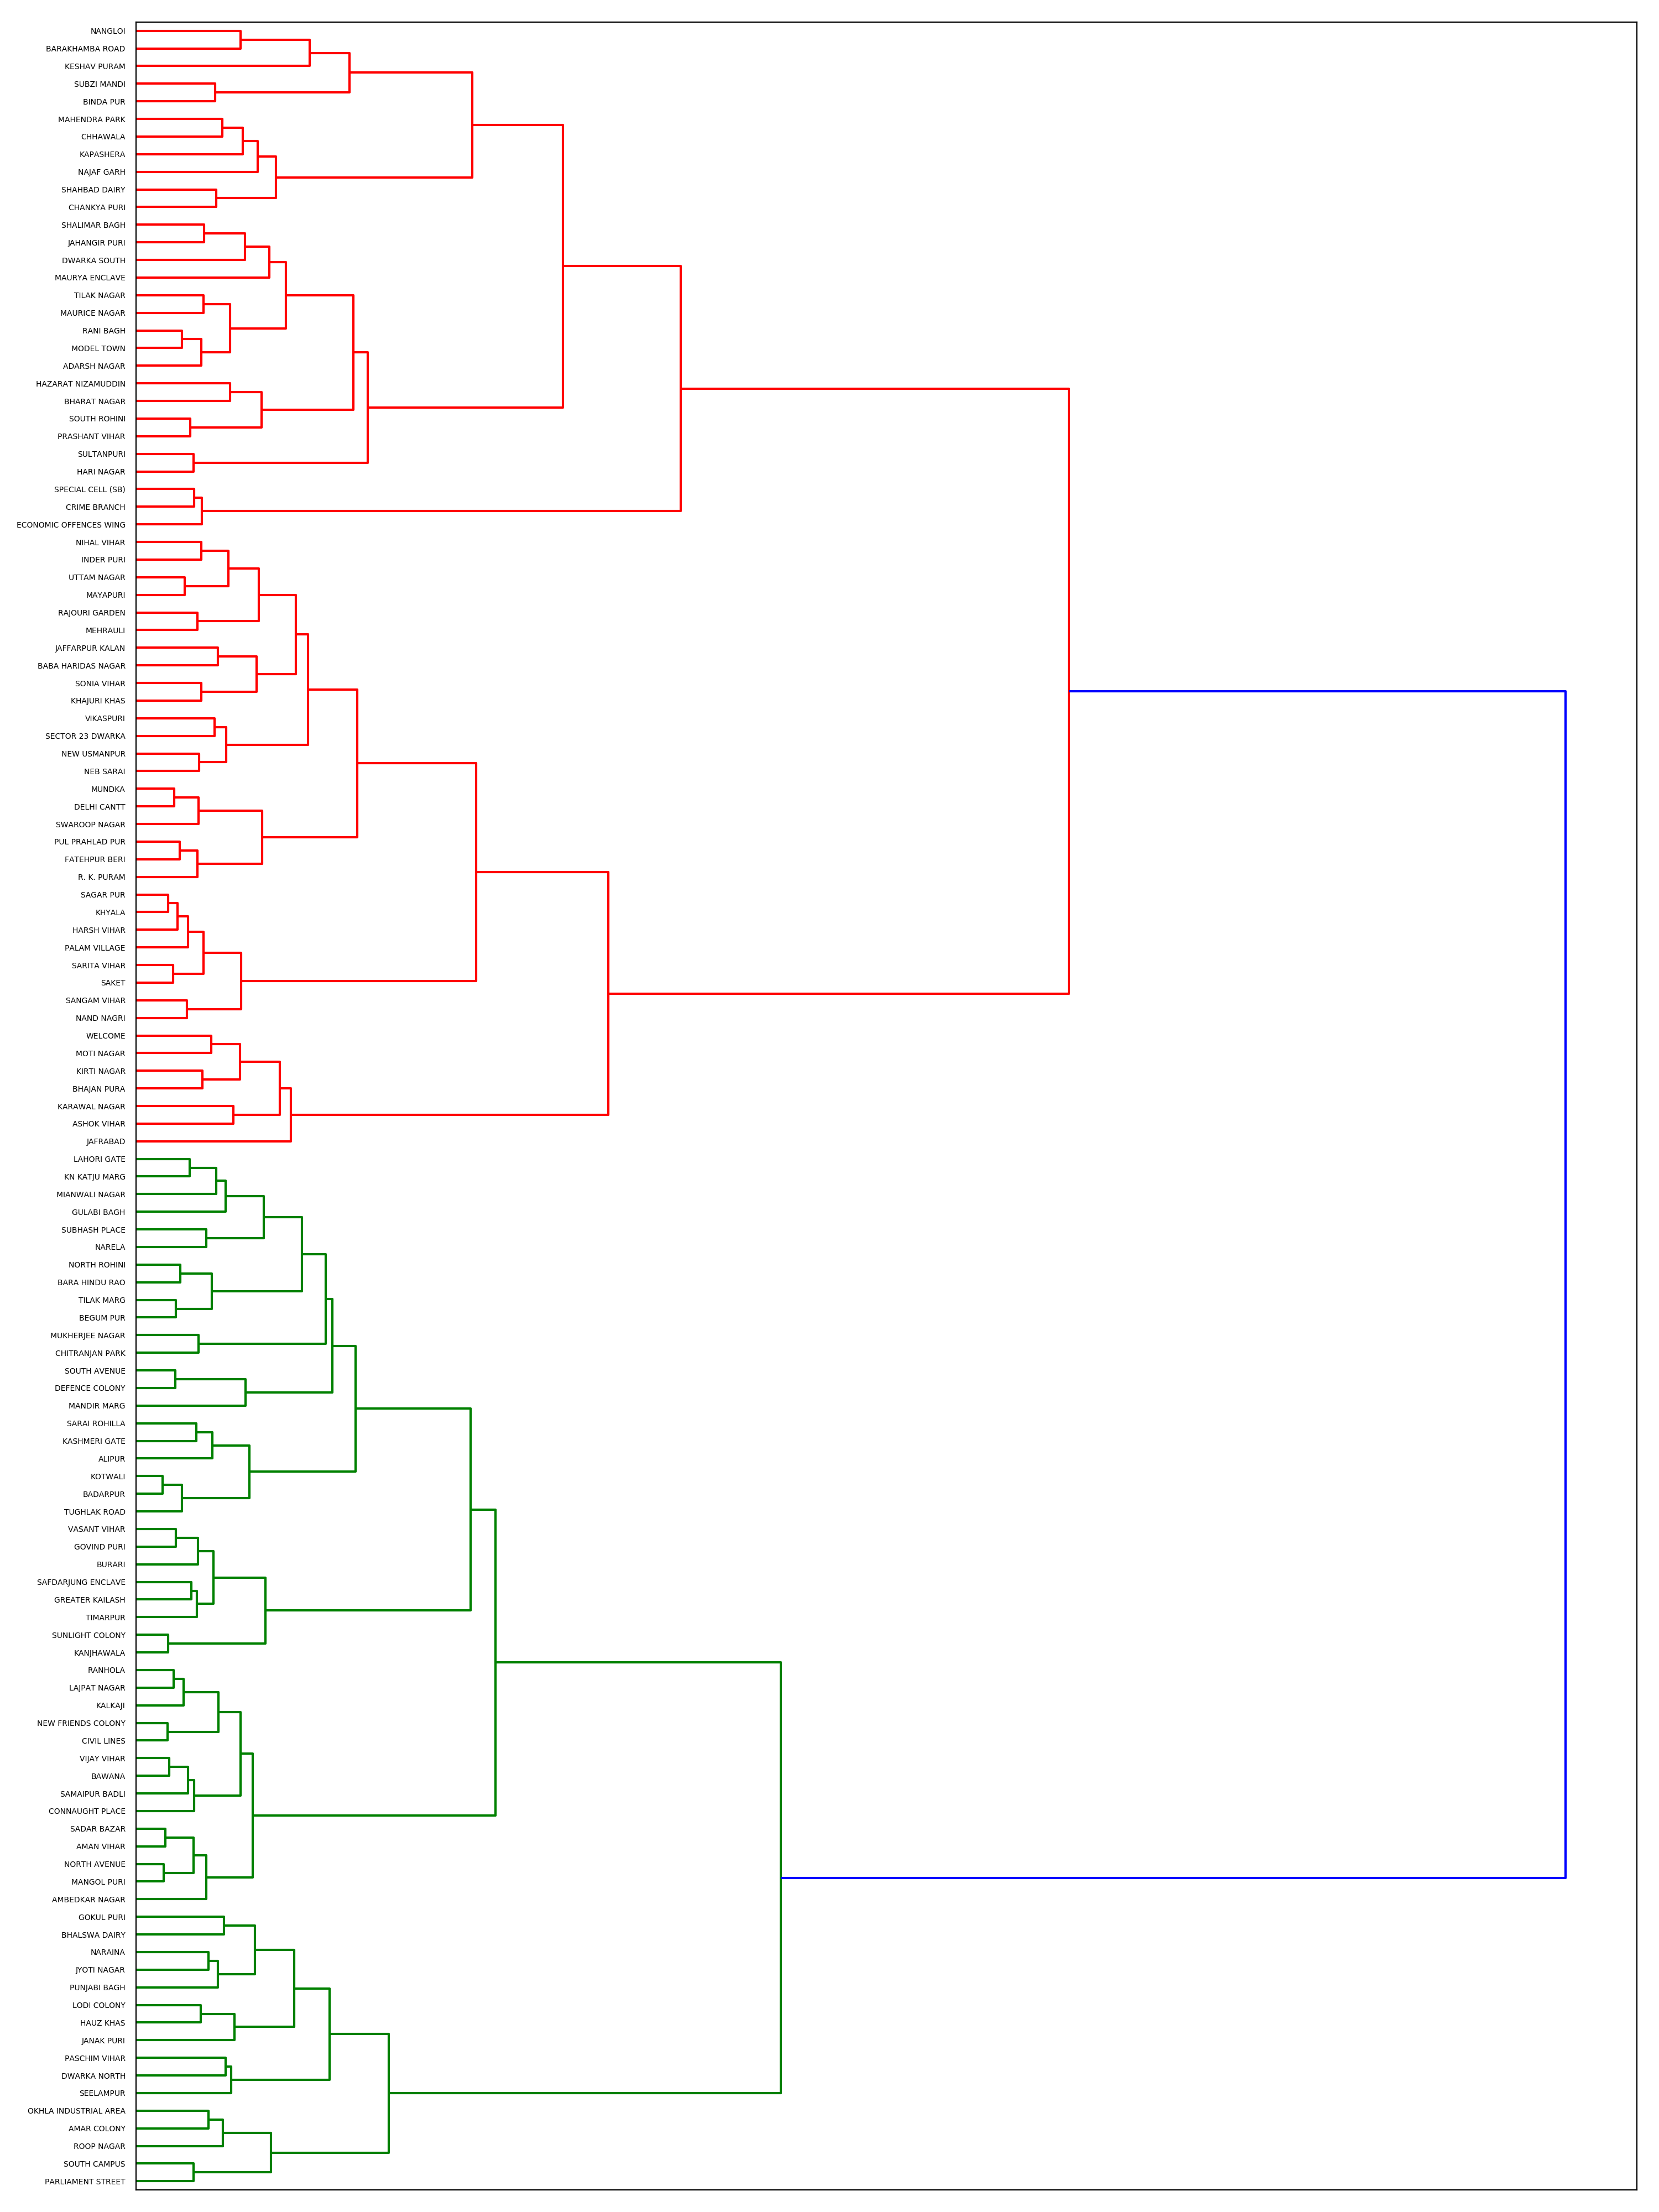 NANGLOI
BARAKHAMBA ROAD
KESHAV PURAM
SUBZI MANDI
BINDA PUR
MAHENDRA PARK
CHHAWALA
KAPASHERA
NAJAF GARH
SHAHBAD DAIRY
CHANKYA PURI
SHALIMAR BAGH
JAHANGIR PURI
DWARKA SOUTH
MAURYA ENCLAVE
TILAK NAGAR
MAURICE NAGAR
RANI BAGH
MODEL TOWN
ADARSH NAGAR
HAZARAT NIZAMUDDIN
BHARAT NAGAR
SOUTH ROHINI
PRASHANT VIHAR
SULTANPURI
HARI NAGAR
SPECIAL CELL (SB)
CRIME BRANCH
ECONOMIC OFFENCES WING
NIHAL VIHAR
INDER PURI
UTTAM NAGAR
MAYAPURI
RAJOURI GARDEN
MEHRAULI
JAFFARPUR KALAN
BABA HARIDAS NAGAR
SONIA VIHAR
KHAJURI KHAS
VIKASPURI
SECTOR 23 DWARKA
NEW USMANPUR
NEB SARAI
MUNDKA
DELHI CANTT
SWAROOP NAGAR
PUL PRAHLAD PUR
FATEHPUR BERI
R. K. PURAM
SAGAR PUR
KHYALA
HARSH VIHAR
PALAM VILLAGE
SARITA VIHAR
SAKET
SANGAM VIHAR
NAND NAGRI
WELCOME
MOTI NAGAR
KIRTI NAGAR
BHAJAN PURA
KARAWAL NAGAR
ASHOK VIHAR
JAFRABAD
LAHORI GATE
KN KATJU MARG
MIANWALI NAGAR
GULABI BAGH
SUBHASH PLACE
NARELA
NORTH ROHINI
BARA HINDU RAO
TILAK MARG
BEGUM PUR
MUKHERJEE NAGAR
CHITRANJAN PARK
SOUTH AVENUE
DEFENCE COLONY
MANDIR MARG
SARAI ROHILLA
KASHMERI GATE
ALIPUR
KOTWALI
BADARPUR
TUGHLAK ROAD
VASANT VIHAR
GOVIND PURI
BURARI
SAFDARJUNG ENCLAVE
GREATER KAILASH
TIMARPUR
SUNLIGHT COLONY
KANJHAWALA
RANHOLA
LAJPAT NAGAR
KALKAJI
NEW FRIENDS COLONY
CIVIL LINES
VIJAY VIHAR
BAWANA
SAMAIPUR BADLI
CONNAUGHT PLACE
SADAR BAZAR
AMAN VIHAR
NORTH AVENUE
MANGOL PURI
AMBEDKAR NAGAR
GOKUL PURI
BHALSWA DAIRY
NARAINA
JYOTI NAGAR
PUNJABI BAGH
LODI COLONY
HAUZ KHAS
JANAK PURI
PASCHIM VIHAR
DWARKA NORTH
SEELAMPUR
OKHLA INDUSTRIAL AREA
AMAR COLONY
ROOP NAGAR
SOUTH CAMPUS
PARLIAMENT STREET